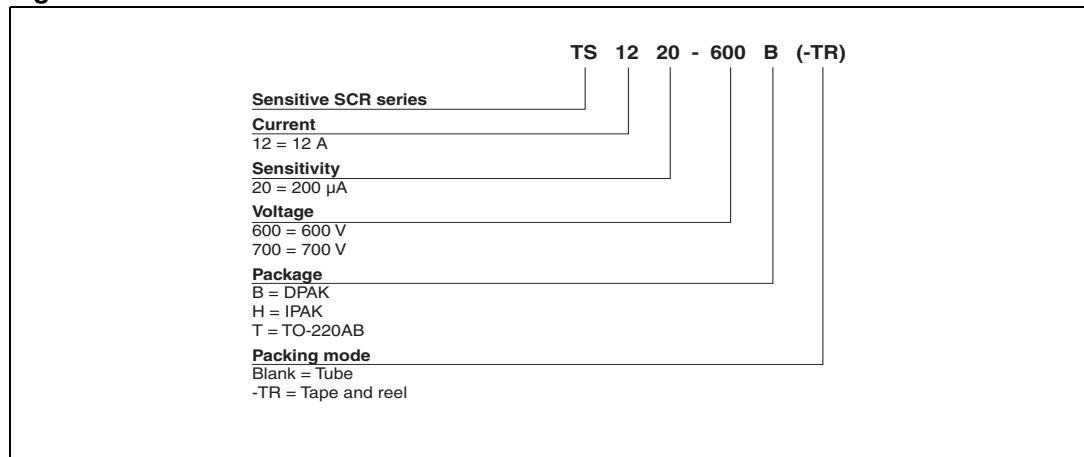 TS 12 20 - 600 B (-TR)
Sensitive SCR series
Current
12 = 12 A
Sensitivity
20 = 200 µA
Voltage
600 = 600 V
700 = 700 V
Package
B = DPAK
H = IPAK
T = TO-220AB
Packing mode
Blank = Tube
-TR = Tape and reel